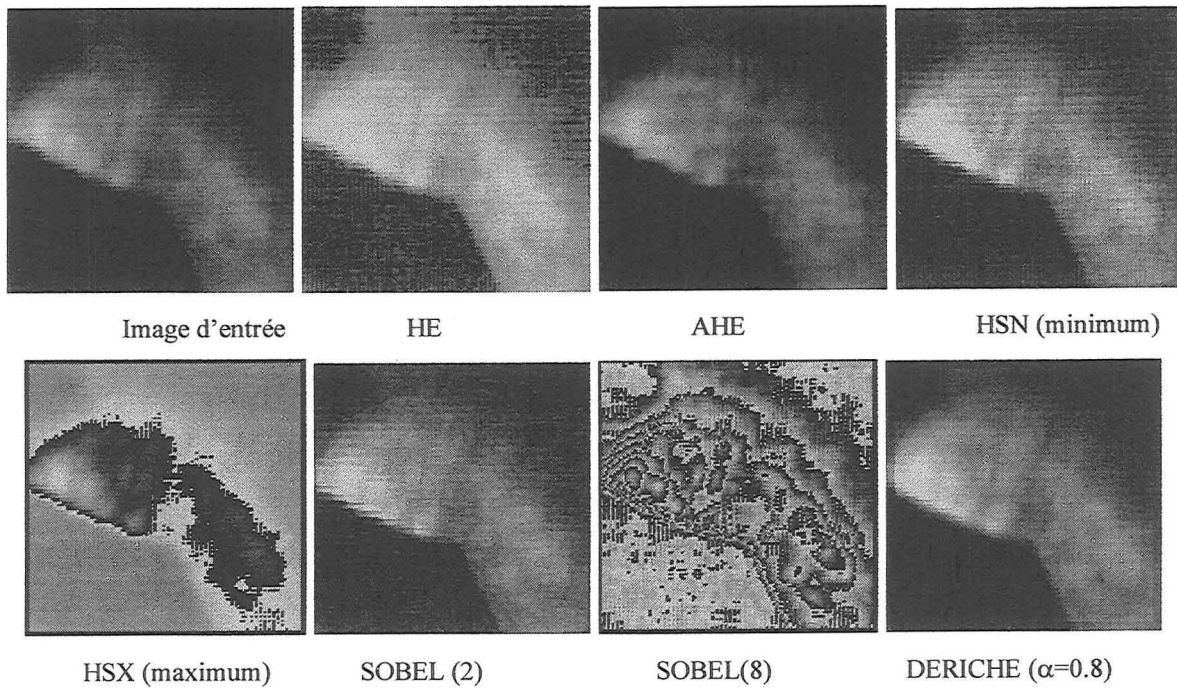 Image d'entrée HE AHE HSN (minimum)
HSX (maximum) SOBEL (2) SOBEL(8) DERICHE (α=0.8)